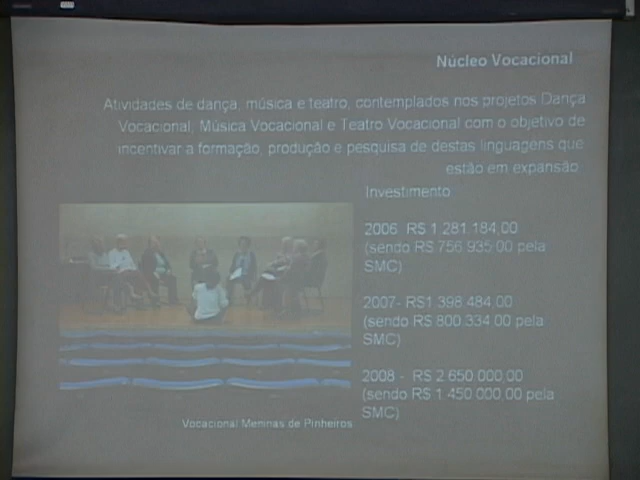 Núcleo Vocacional
Atividades de dança, música e teatro, contemplados nos projetos Dança
Vocacional, Música Vocacional e Teatro Vocacional com o objetivo de
incentivar a formação, produção e pesquisa de destas linguagens que
estão em expansão.
Investimento
2006 R$ 1.281.184,00
(sendo R$ 756.935,00 pela
SMC)
2007- R$1.398.484,00
(sendo R$ 800.334,00 pela
SMC)
2008 - R$ 2.650.000,00
(sendo R$ 1.450.000,00 pela
SMC)
Vocacional Meninas de Pinheiros